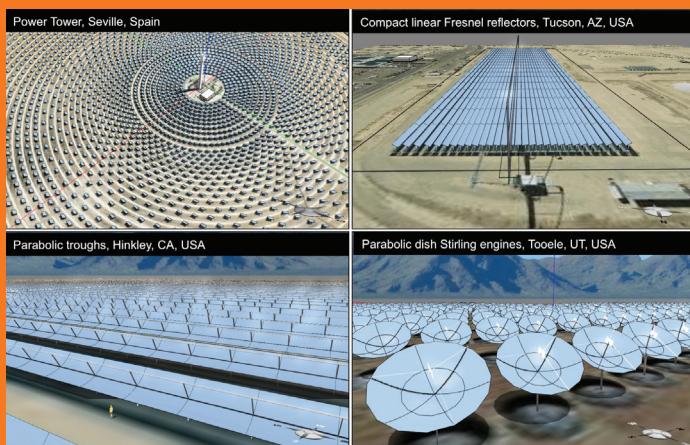 Power Tower, Seville, Spain
Compact linear Fresnel reflectors, Tucson, AZ, USA
Parabolic troughs, Hinkley, CA, USA
Parabolic dish Stirling engines, Tooele, UT, USA